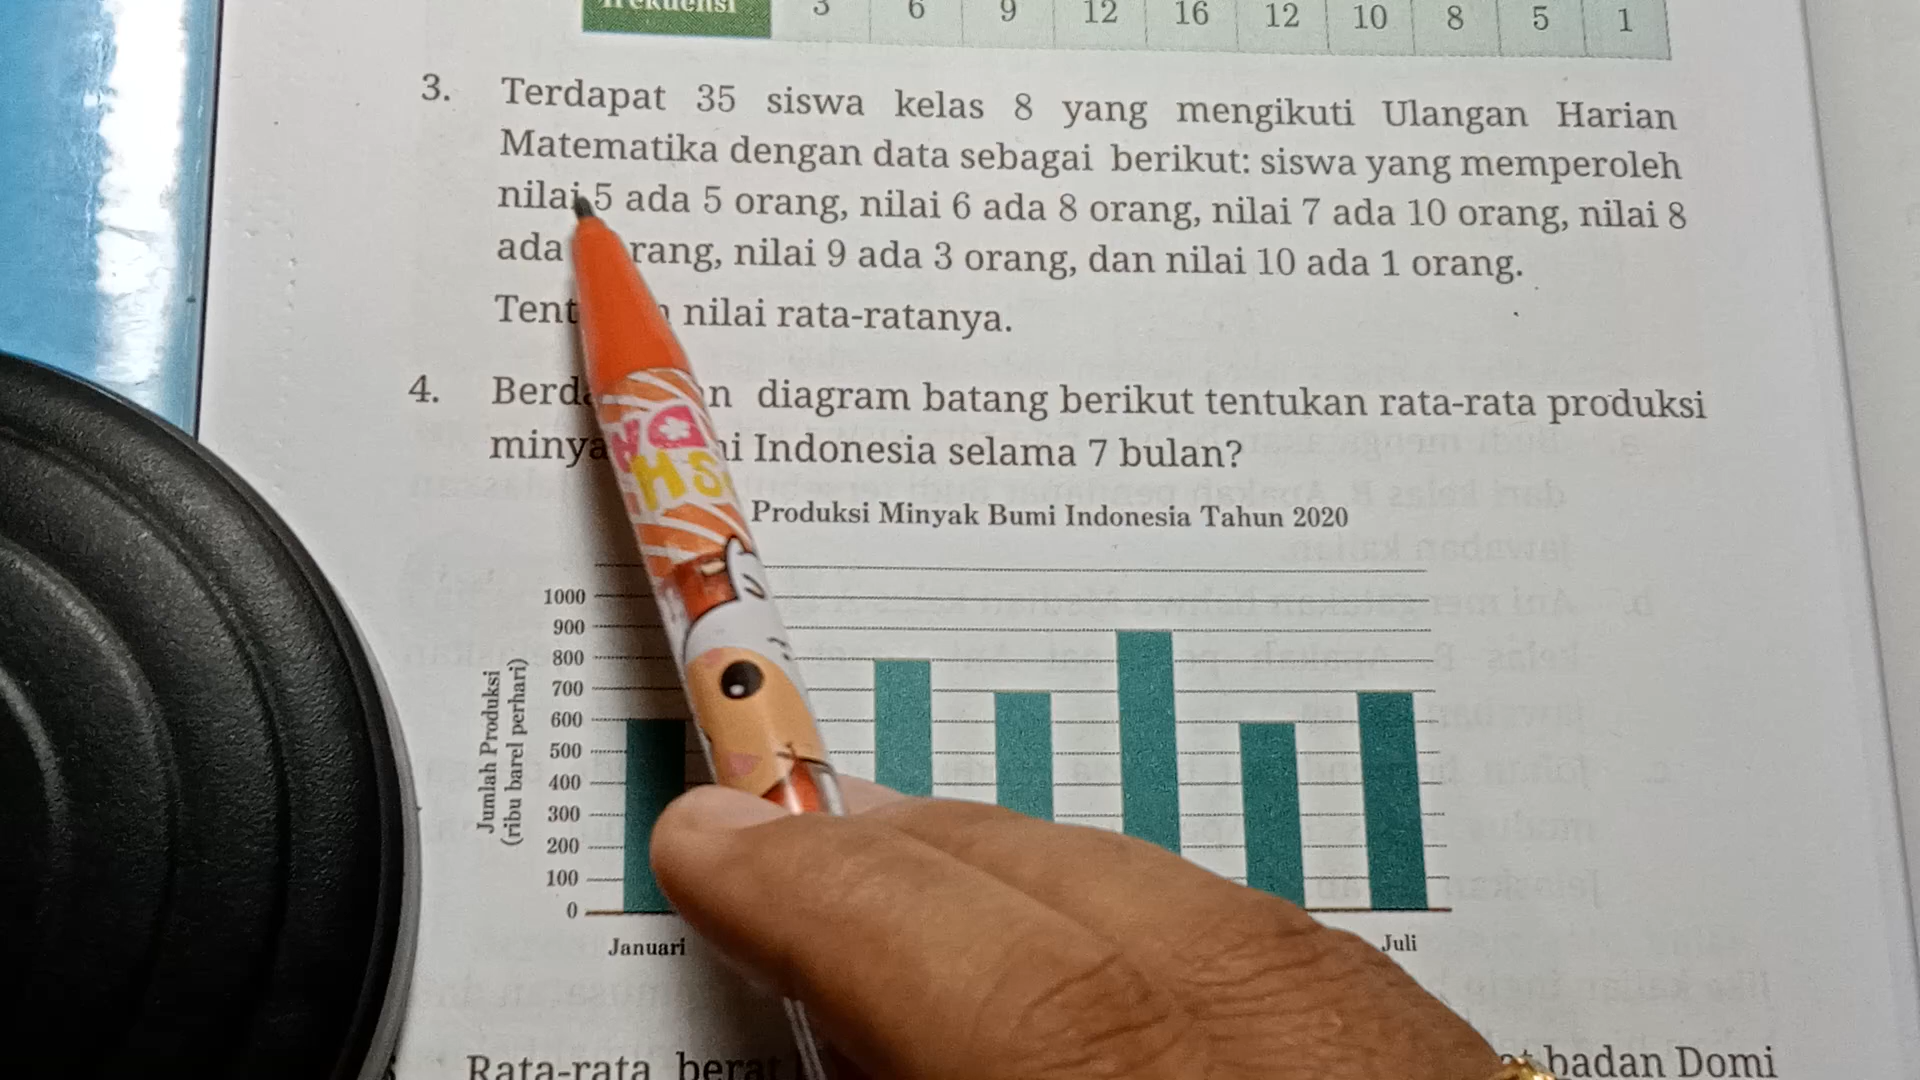 frekuensi 3 6 9 12 16 12 10 8 5 1
3. Terdapat 35 siswa kelas 8 yang mengikuti Ulangan Harian
Matematika dengan data sebagai berikut: siswa yang memperoleh
nilai 5 ada 5 orang, nilai 6 ada 8 orang, nilai 7 ada 10 orang, nilai 8
ada rang, nilai 9 ada 3 orang, dan nilai 10 ada 1 orang.
Tent n nilai rata-ratanya.
4. Berda n diagram batang berikut tentukan rata-rata produksi
minya i Indonesia selama 7 bulan?
Produksi Minyak Bumi Indonesia Tahun 2020
Jumlah Produksi
(ribu barel perhari)
1000
900
800
700
600
500
400
300
200
100
0
Januari Juli
Rata-rata berat badan Domi